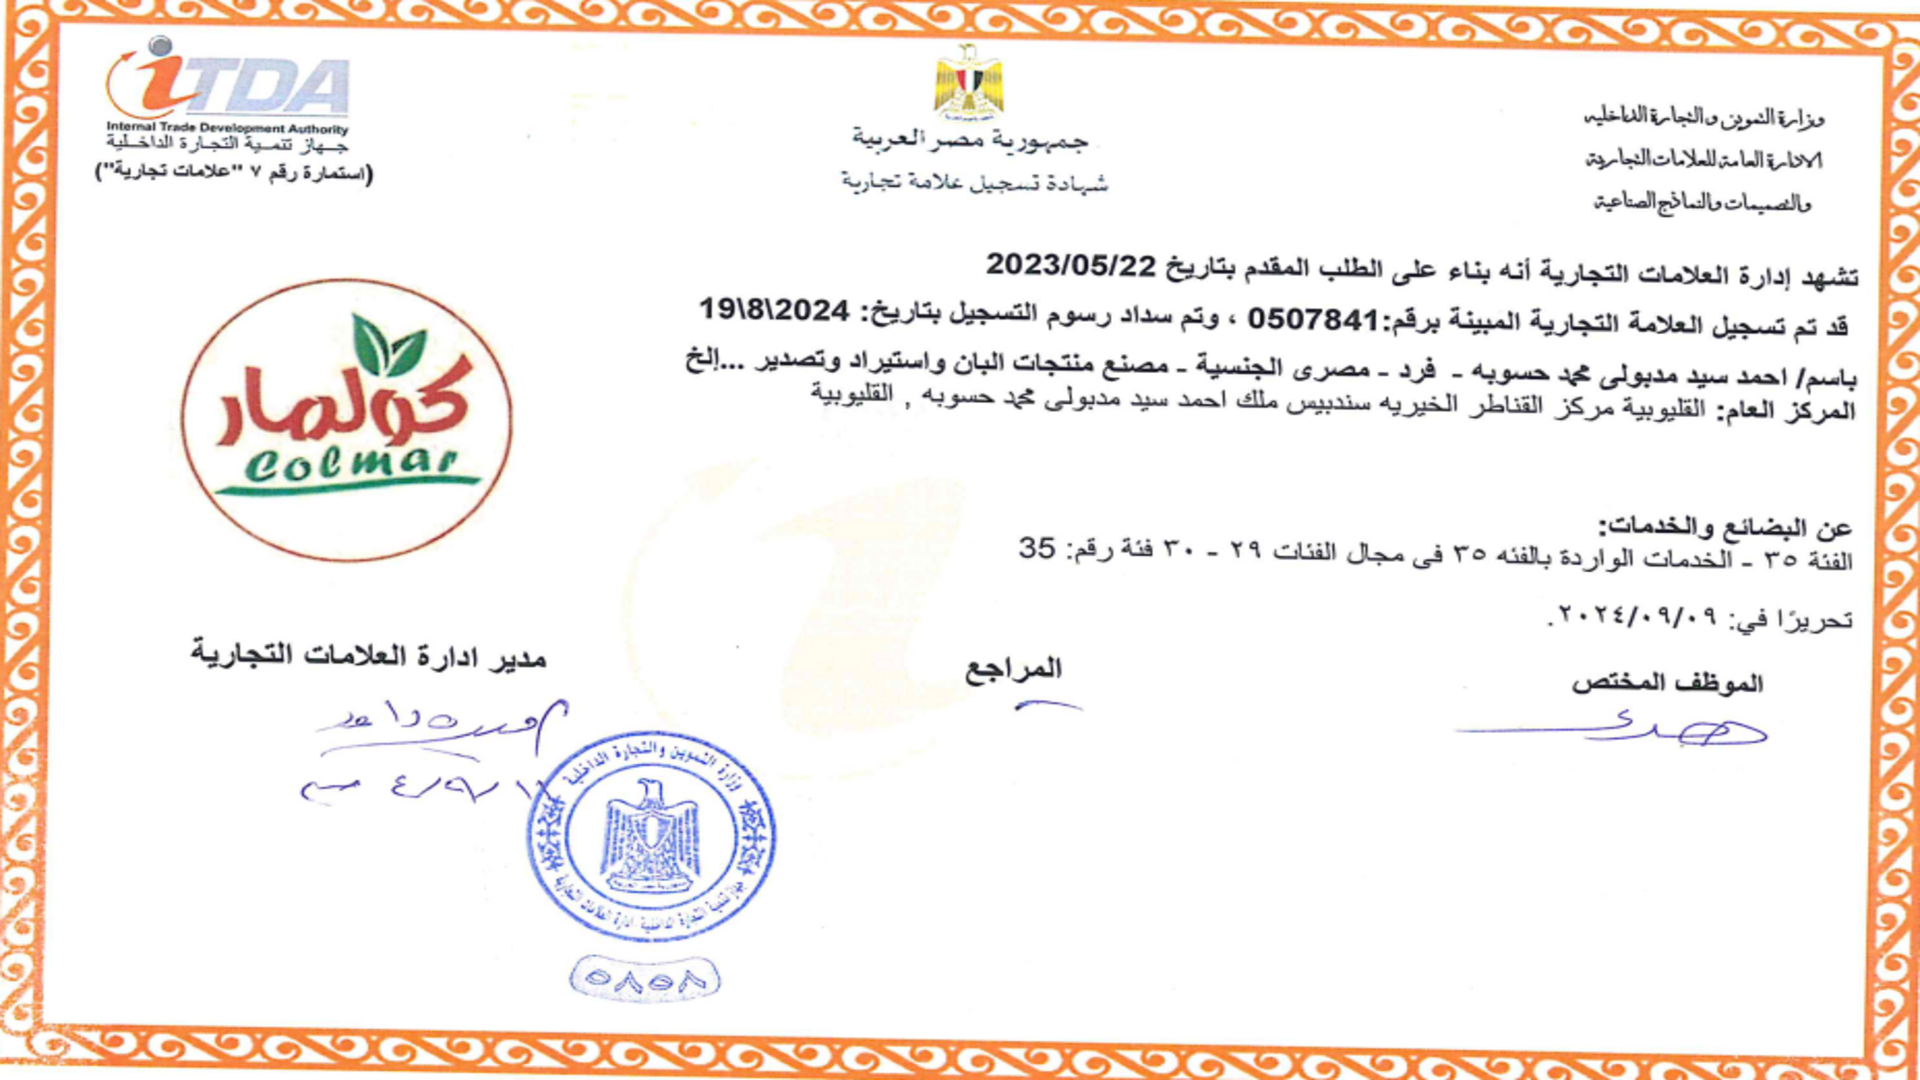 وزارة التموين والتجارة الداخلية
الادارة العامة للعلامات التجارية
والتصميمات والنماذج الصناعية
جمهورية مصر العربية
شهادة تسجيل علامة تجارية
iTDA
Internal Trade Development Authority
جهاز تنمية التجارة الداخلية
(استمارة رقم ٧ "علامات تجارية")
تشهد إدارة العلامات التجارية أنه بناء على الطلب المقدم بتاريخ 2023/05/22
قد تم تسجيل العلامة التجارية المبينة برقم:0507841 ، وتم سداد رسوم التسجيل بتاريخ: 2024\8\19
باسم/ احمد سيد مدبولى محمد حسوبه - فرد - مصرى الجنسية - مصنع منتجات البان واستيراد وتصدير ...إلخ
المركز العام: القليوبية مركز القناطر الخيريه سندبيس ملك احمد سيد مدبولى محمد حسوبه , القليوبية
كولمار
Colmar
عن البضائع والخدمات:
الفئة ٣٥ - الخدمات الواردة بالفئه ٣٥ فى مجال الفئات ٢٩ - ٣٠ فئة رقم: 35
تحريرًا في: ٢٠٢٤/٠٩/٠٩.
الموظف المختص
المراجع
مدير ادارة العلامات التجارية
وزارة التموين والتجارة الداخلية
جهاز تنمية التجارة الداخلية ادارة العلامات التجارية
٥٨٥٨